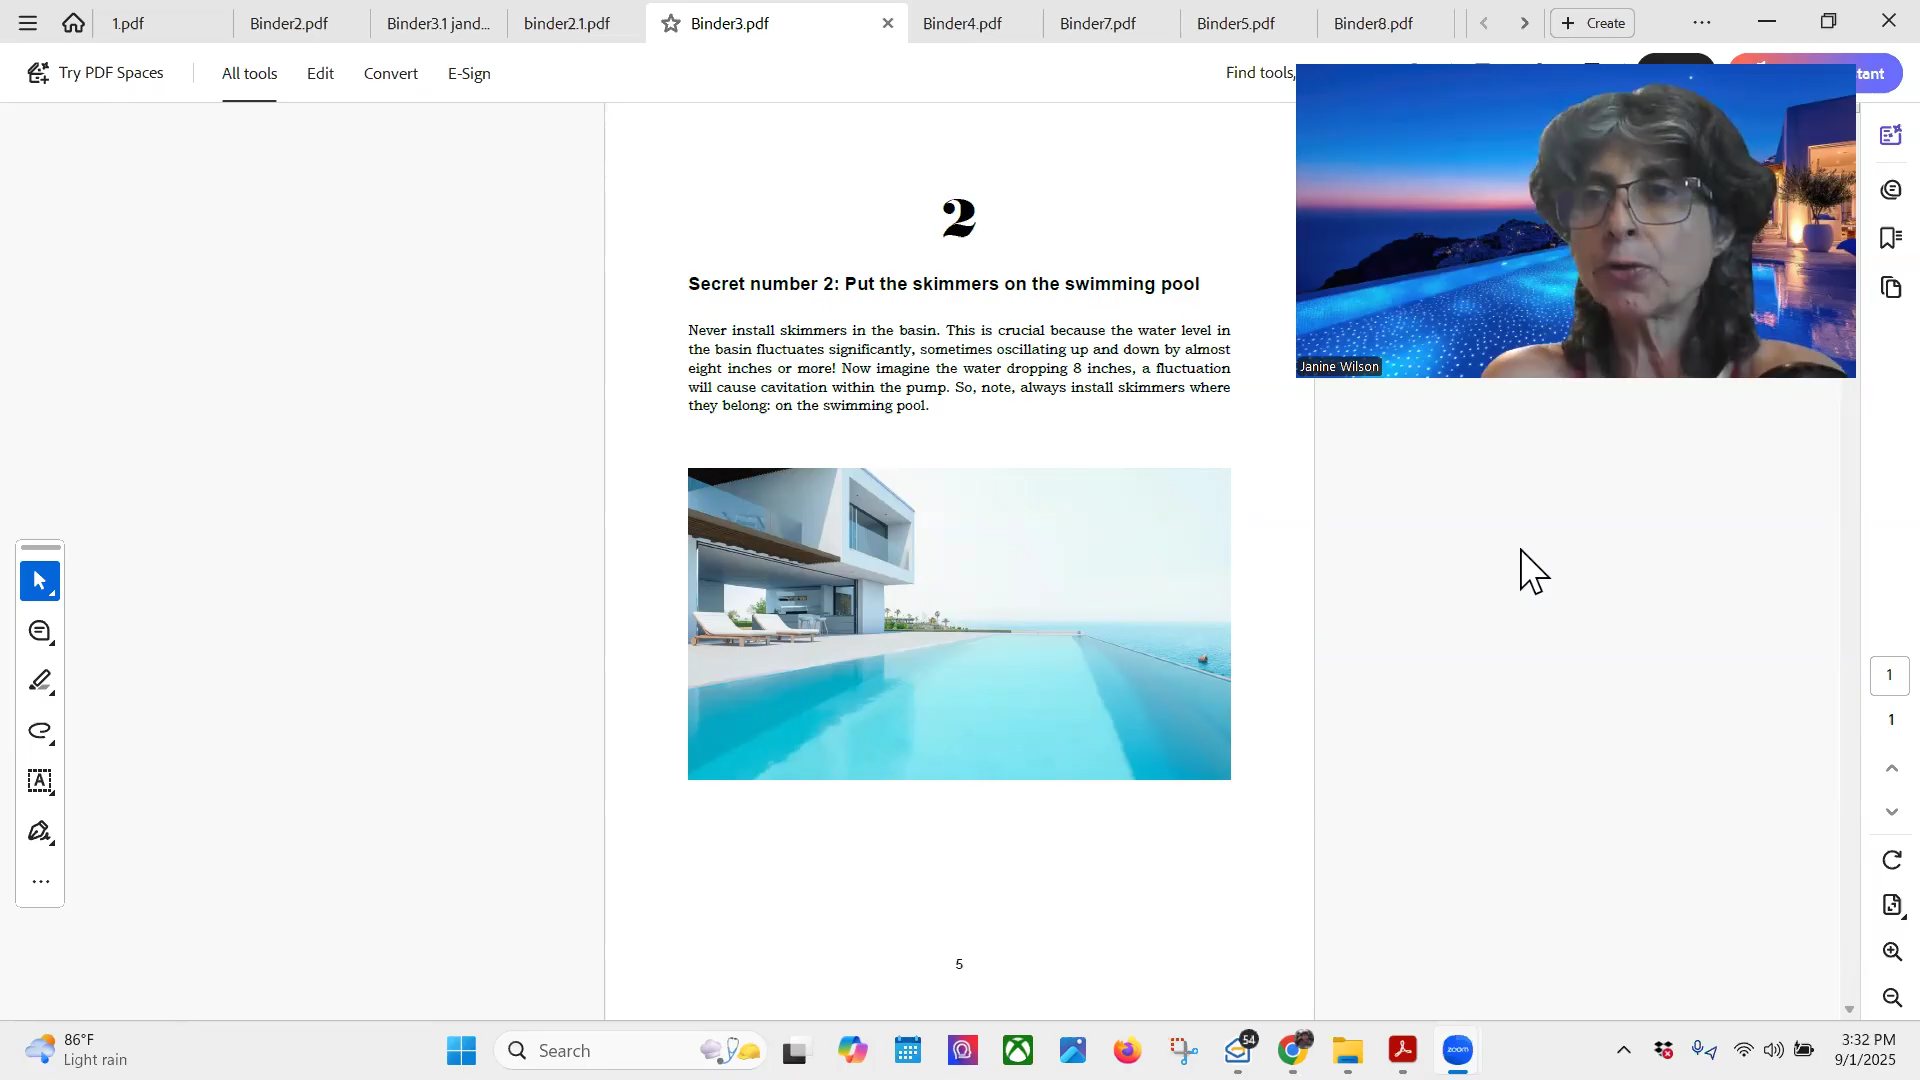 1.pdf
Binder2.pdf
Binder3.1 jand...
binder2.1.pdf
Binder3.pdf
Binder4.pdf
Binder7.pdf
Binder5.pdf
Binder8.pdf
Create
Try PDF Spaces
All tools
Edit
Convert
E-Sign
Find tools,
tant
2
Secret number 2: Put the skimmers on the swimming pool
Never install skimmers in the basin. This is crucial because the water level in
the basin fluctuates significantly, sometimes oscillating up and down by almost
eight inches or more! Now imagine the water dropping 8 inches, a fluctuation
will cause cavitation within the pump. So, note, always install skimmers where
they belong: on the swimming pool.
Janine Wilson
1
1
5
86°F
Light rain
Search
54
zoom
3:32 PM
9/1/2025